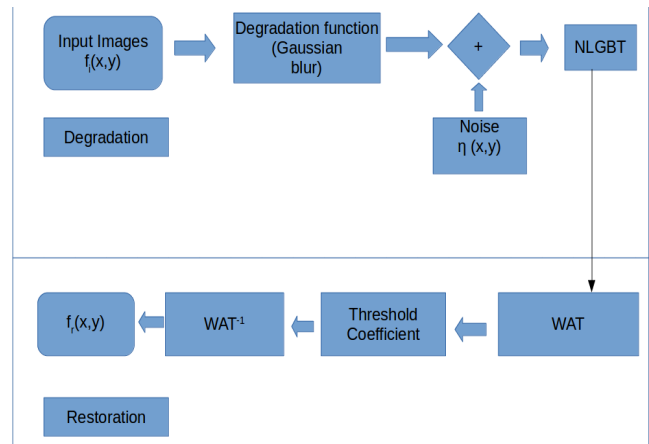 Input Images
fᵢ(x,y)
Degradation function
(Gaussian
blur)
+
NLGBT
Degradation
Noise
η (x,y)
fᵣ(x,y)
WAT⁻¹
Threshold
Coefficient
WAT
Restoration